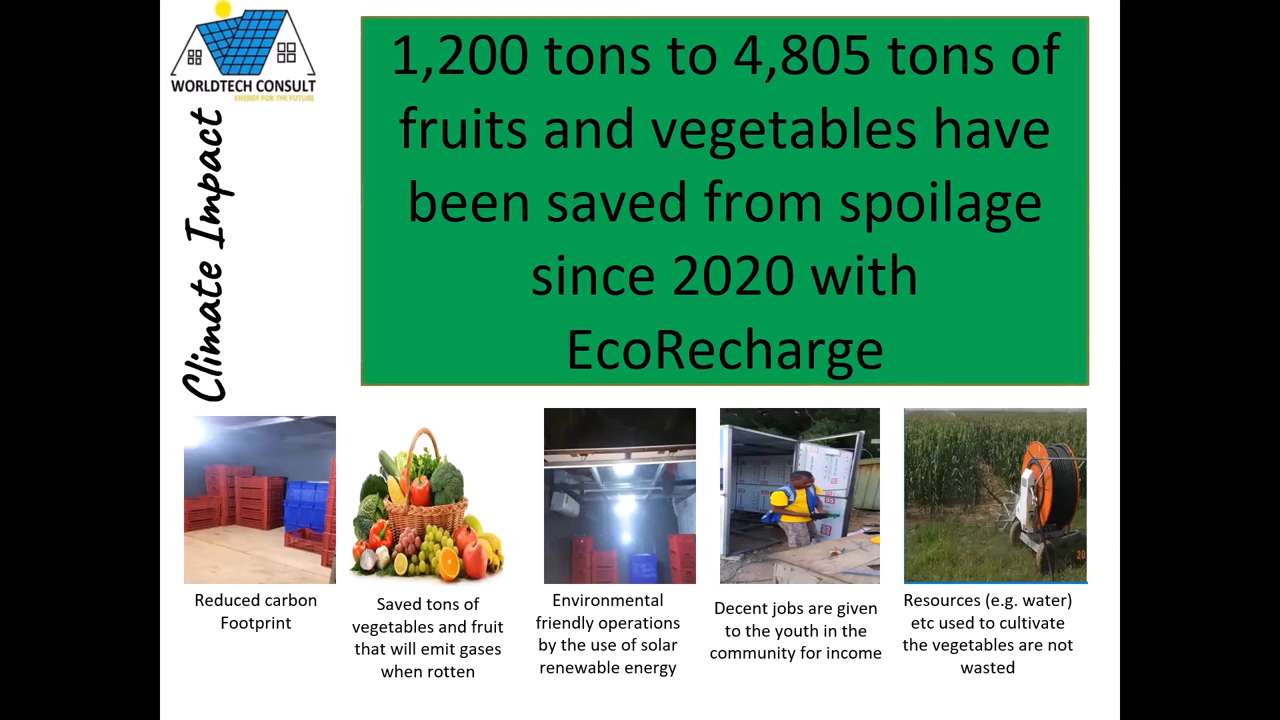 WORLDTECH CONSULT
ENERGY FOR THE FUTURE
Climate Impact
1,200 tons to 4,805 tons of
fruits and vegetables have
been saved from spoilage
since 2020 with
EcoRecharge
Reduced carbon
Footprint
Saved tons of
vegetables and fruit
that will emit gases
when rotten
Environmental
friendly operations
by the use of solar
renewable energy
Decent jobs are given
to the youth in the
community for income
Resources (e.g. water)
etc used to cultivate
the vegetables are not
wasted
20